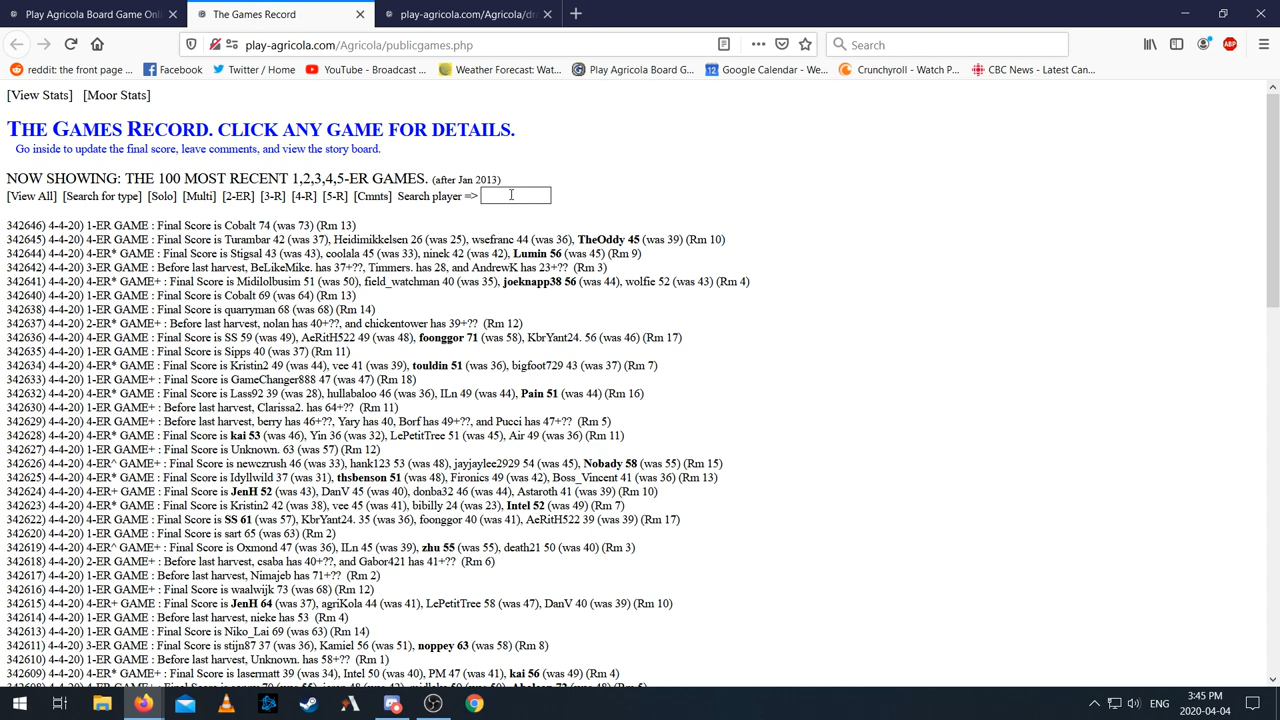 Play Agricola Board Game Onl
The Games Record
play-agricola.com/Agricola/dra
play-agricola.com/Agricola/publicgames.php
Search
reddit: the front page ...
Facebook
Twitter / Home
YouTube - Broadcast ...
Weather Forecast: Wat...
Play Agricola Board G...
Google Calendar - We...
Crunchyroll - Watch P...
CBC News - Latest Can...
[View Stats] [Moor Stats]
THE GAMES RECORD. CLICK ANY GAME FOR DETAILS.
Go inside to update the final score, leave comments, and view the story board.
NOW SHOWING: THE 100 MOST RECENT 1,2,3,4,5-ER GAMES. (after Jan 2013)
[View All] [Search for type] [Solo] [Multi] [2-ER] [3-R] [4-R] [5-R] [Cmnts] Search player =>
342646) 4-4-20) 1-ER GAME : Final Score is Cobalt 74 (was 73) (Rm 13)
342645) 4-4-20) 4-ER GAME : Final Score is Turambar 42 (was 37), Heidimikkelsen 26 (was 25), wsefranc 44 (was 36), TheOddy 45 (was 39) (Rm 10)
342644) 4-4-20) 4-ER* GAME : Final Score is Stigsal 43 (was 43), coolala 45 (was 33), ninek 42 (was 42), Lumin 56 (was 45) (Rm 9)
342642) 4-4-20) 3-ER GAME : Before last harvest, BeLikeMike. has 37+??, Timmers. has 28, and AndrewK has 23+?? (Rm 3)
342641) 4-4-20) 4-ER* GAME+ : Final Score is Midilolbusim 51 (was 50), field_watchman 40 (was 35), joeknapp38 56 (was 44), wolfie 52 (was 43) (Rm 4)
342640) 4-4-20) 1-ER GAME : Final Score is Cobalt 69 (was 64) (Rm 13)
342638) 4-4-20) 1-ER GAME : Final Score is quarryman 68 (was 68) (Rm 14)
342637) 4-4-20) 2-ER* GAME+ : Before last harvest, nolan has 40+??, and chickentower has 39+?? (Rm 12)
342636) 4-4-20) 4-ER GAME : Final Score is SS 59 (was 49), AeRitH522 49 (was 48), foonggor 71 (was 58), KbrYant24. 56 (was 46) (Rm 17)
342635) 4-4-20) 1-ER GAME : Final Score is Sipps 40 (was 37) (Rm 11)
342634) 4-4-20) 4-ER* GAME : Final Score is Kristin2 49 (was 44), vee 41 (was 39), touldin 51 (was 36), bigfoot729 43 (was 37) (Rm 7)
342633) 4-4-20) 1-ER GAME+ : Final Score is GameChanger888 47 (was 47) (Rm 18)
342632) 4-4-20) 4-ER* GAME : Final Score is Lass92 39 (was 28), hullabaloo 46 (was 36), ILn 49 (was 44), Pain 51 (was 44) (Rm 16)
342630) 4-4-20) 1-ER GAME+ : Before last harvest, Clarissa2. has 64+?? (Rm 11)
342629) 4-4-20) 4-ER GAME+ : Before last harvest, berry has 46+??, Yary has 40, Borf has 49+??, and Pucci has 47+?? (Rm 5)
342628) 4-4-20) 4-ER* GAME : Final Score is kai 53 (was 46), Yin 36 (was 32), LePetitTree 51 (was 45), Air 49 (was 36) (Rm 11)
342627) 4-4-20) 1-ER GAME+ : Final Score is Unknown. 63 (was 57) (Rm 12)
342626) 4-4-20) 4-ER^ GAME+ : Final Score is newczrush 46 (was 33), hank123 53 (was 48), jayjaylee2929 54 (was 45), Nobady 58 (was 55) (Rm 15)
342625) 4-4-20) 4-ER* GAME : Final Score is Idyllwild 37 (was 31), thsbenson 51 (was 48), Fironics 49 (was 42), Boss_Vincent 41 (was 36) (Rm 13)
342624) 4-4-20) 4-ER+ GAME : Final Score is JenH 52 (was 43), DanV 45 (was 40), donba32 46 (was 44), Astaroth 41 (was 39) (Rm 10)
342623) 4-4-20) 4-ER* GAME : Final Score is Kristin2 42 (was 38), vee 45 (was 41), bibilly 24 (was 23), Intel 52 (was 49) (Rm 7)
342622) 4-4-20) 4-ER GAME : Final Score is SS 61 (was 57), KbrYant24. 35 (was 36), foonggor 40 (was 41), AeRitH522 39 (was 39) (Rm 17)
342620) 4-4-20) 1-ER GAME : Final Score is sart 65 (was 63) (Rm 2)
342619) 4-4-20) 4-ER^ GAME+ : Final Score is Oxmond 47 (was 36), ILn 45 (was 39), zhu 55 (was 55), death21 50 (was 40) (Rm 3)
342618) 4-4-20) 2-ER GAME+ : Before last harvest, csaba has 40+??, and Gabor421 has 41+?? (Rm 6)
342617) 4-4-20) 1-ER GAME : Before last harvest, Nimajeb has 71+?? (Rm 2)
342616) 4-4-20) 1-ER GAME+ : Final Score is waalwijk 73 (was 68) (Rm 12)
342615) 4-4-20) 4-ER+ GAME : Final Score is JenH 64 (was 37), agriKola 44 (was 41), LePetitTree 58 (was 47), DanV 40 (was 39) (Rm 10)
342614) 4-4-20) 1-ER GAME : Before last harvest, nieke has 53 (Rm 4)
342613) 4-4-20) 1-ER GAME : Final Score is Niko_Lai 69 (was 63) (Rm 14)
342611) 4-4-20) 3-ER GAME : Final Score is stijn87 37 (was 36), Kamiel 56 (was 51), noppey 63 (was 58) (Rm 8)
342610) 4-4-20) 1-ER GAME : Before last harvest, Unknown. has 58+?? (Rm 1)
342609) 4-4-20) 4-ER* GAME+ : Final Score is lasermatt 39 (was 34), Intel 50 (was 40), PM 47 (was 41), kai 56 (was 49) (Rm 4)
ENG
3:45 PM
2020-04-04